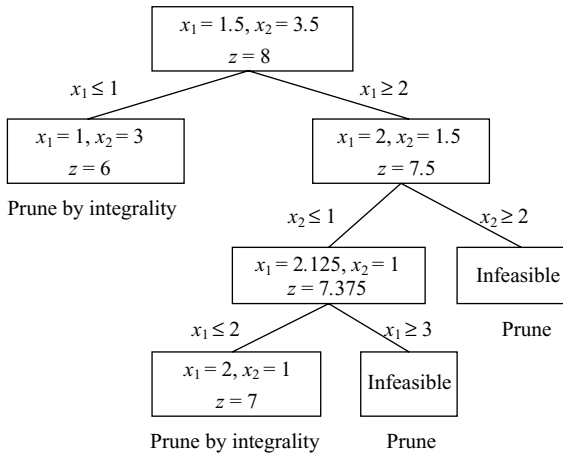 x₁ = 1.5, x₂ = 3.5
z = 8
x₁ ≤ 1
x₁ ≥ 2
x₁ = 1, x₂ = 3
z = 6
Prune by integrality
x₁ = 2, x₂ = 1.5
z = 7.5
x₂ ≤ 1
x₂ ≥ 2
x₁ = 2.125, x₂ = 1
z = 7.375
Infeasible
Prune
x₁ ≤ 2
x₁ ≥ 3
x₁ = 2, x₂ = 1
z = 7
Prune by integrality
Infeasible
Prune